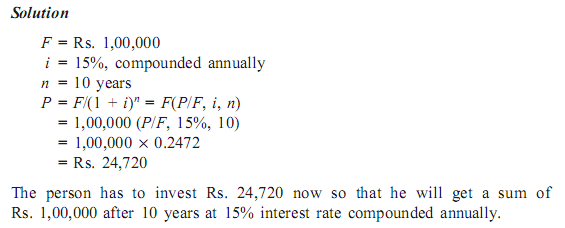 Solution
F = Rs. 1,00,000
i = 15%, compounded annually
n = 10 years
P = F/(1 + i)ⁿ = F(P/F, i, n)
= 1,00,000 (P/F, 15%, 10)
= 1,00,000 × 0.2472
= Rs. 24,720
The person has to invest Rs. 24,720 now so that he will get a sum of
Rs. 1,00,000 after 10 years at 15% interest rate compounded annually.